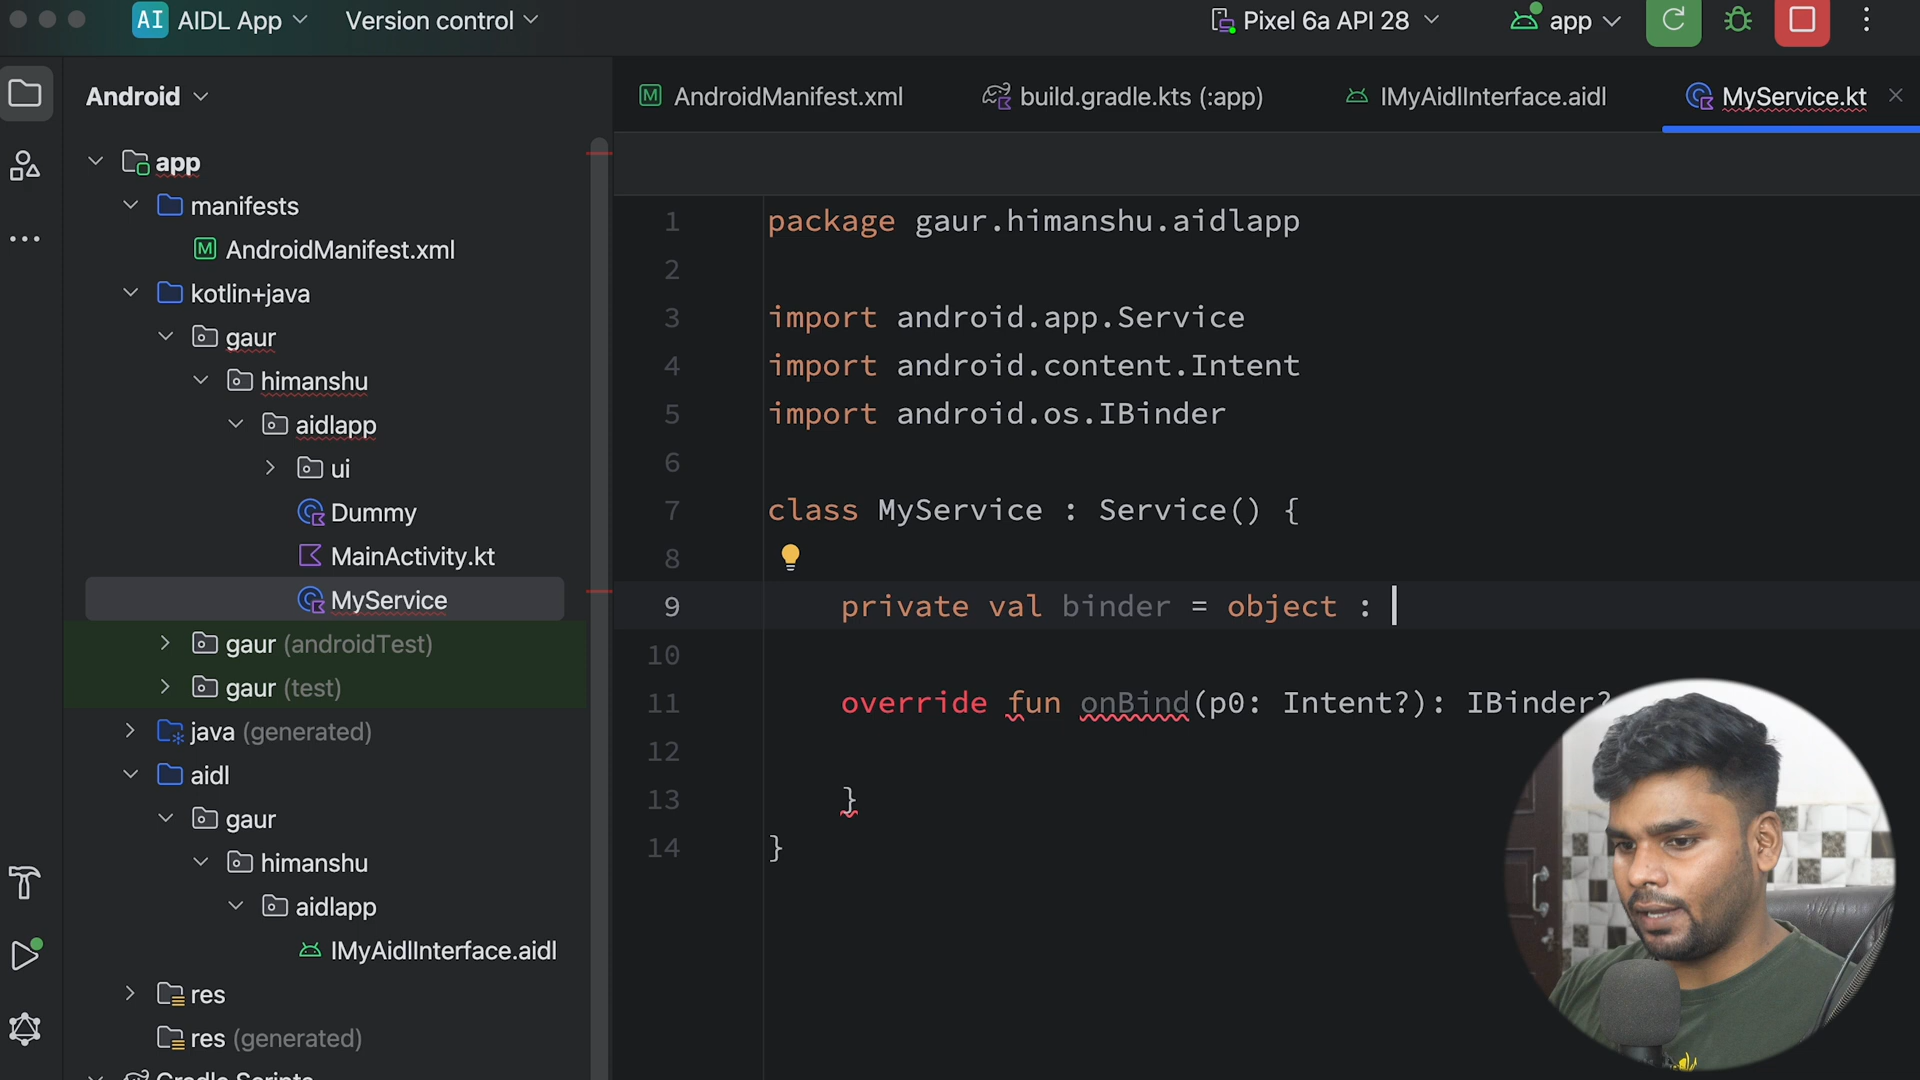 AI AIDL App Version control Pixel 6a API 28 app
Android
AndroidManifest.xml build.gradle.kts (:app) IMyAidlInterface.aidl MyService.kt
app
manifests
AndroidManifest.xml
kotlin+java
gaur
himanshu
aidlapp
ui
Dummy
MainActivity.kt
MyService
gaur (androidTest)
gaur (test)
java (generated)
aidl
gaur
himanshu
aidlapp
IMyAidlInterface.aidl
res
res (generated)
Gradle Scripts
1 package gaur.himanshu.aidlapp
2
3 import android.app.Service
4 import android.content.Intent
5 import android.os.IBinder
6
7 class MyService : Service() {
8
9 private val binder = object :
10
11 override fun onBind(p0: Intent?): IBinder?
12
13 }
14 }